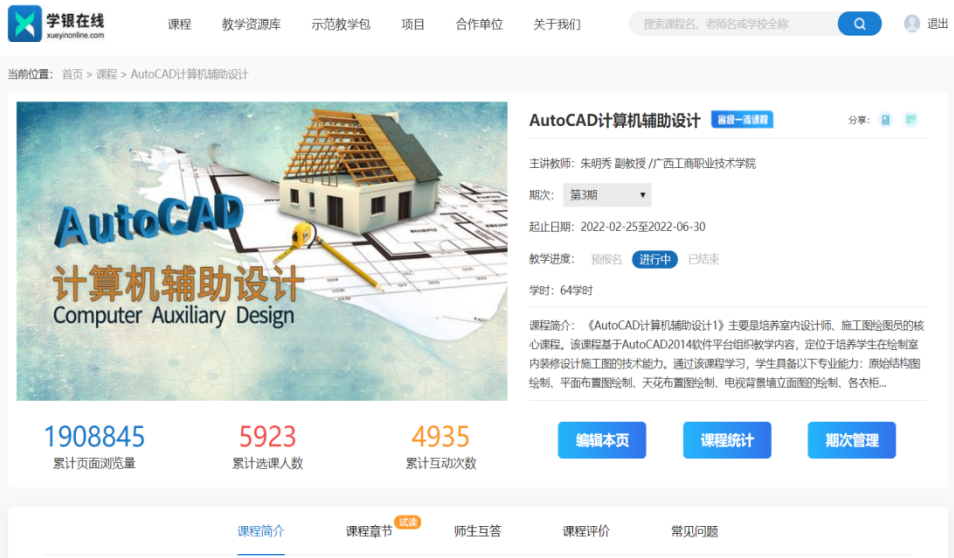 学银在线
xueyinonline.com
课程 教学资源库 示范教学包 项目 合作单位 关于我们
搜索课程名、老师名或学校全称
退出
当前位置： 首页 > 课程 > AutoCAD计算机辅助设计
AutoCAD
计算机辅助设计
Computer Auxiliary Design
AutoCAD计算机辅助设计 省级一流课程
分享：
主讲教师：朱明秀 副教授 /广西工商职业技术学院
期次： 第3期
起止日期：2022-02-25至2022-06-30
教学进度： 预报名 进行中 已结束
学时：64学时
课程简介： 《AutoCAD计算机辅助设计1》主要是培养室内设计师、施工图绘图员的核
心课程。该课程基于AutoCAD2014软件平台组织教学内容，定位于培养学生在绘制室
内装修设计施工图的技术能力。通过该课程学习，学生具备以下专业能力：原始结构图
绘制、平面布置图绘制、天花布置图绘制、电视背景墙立面图的绘制、各衣柜...
1908845 5923 4935
累计页面浏览量 累计选课人数 累计互动次数
编辑本页 课程统计 期次管理
课程简介 课程章节 试读 师生互答 课程评价 常见问题